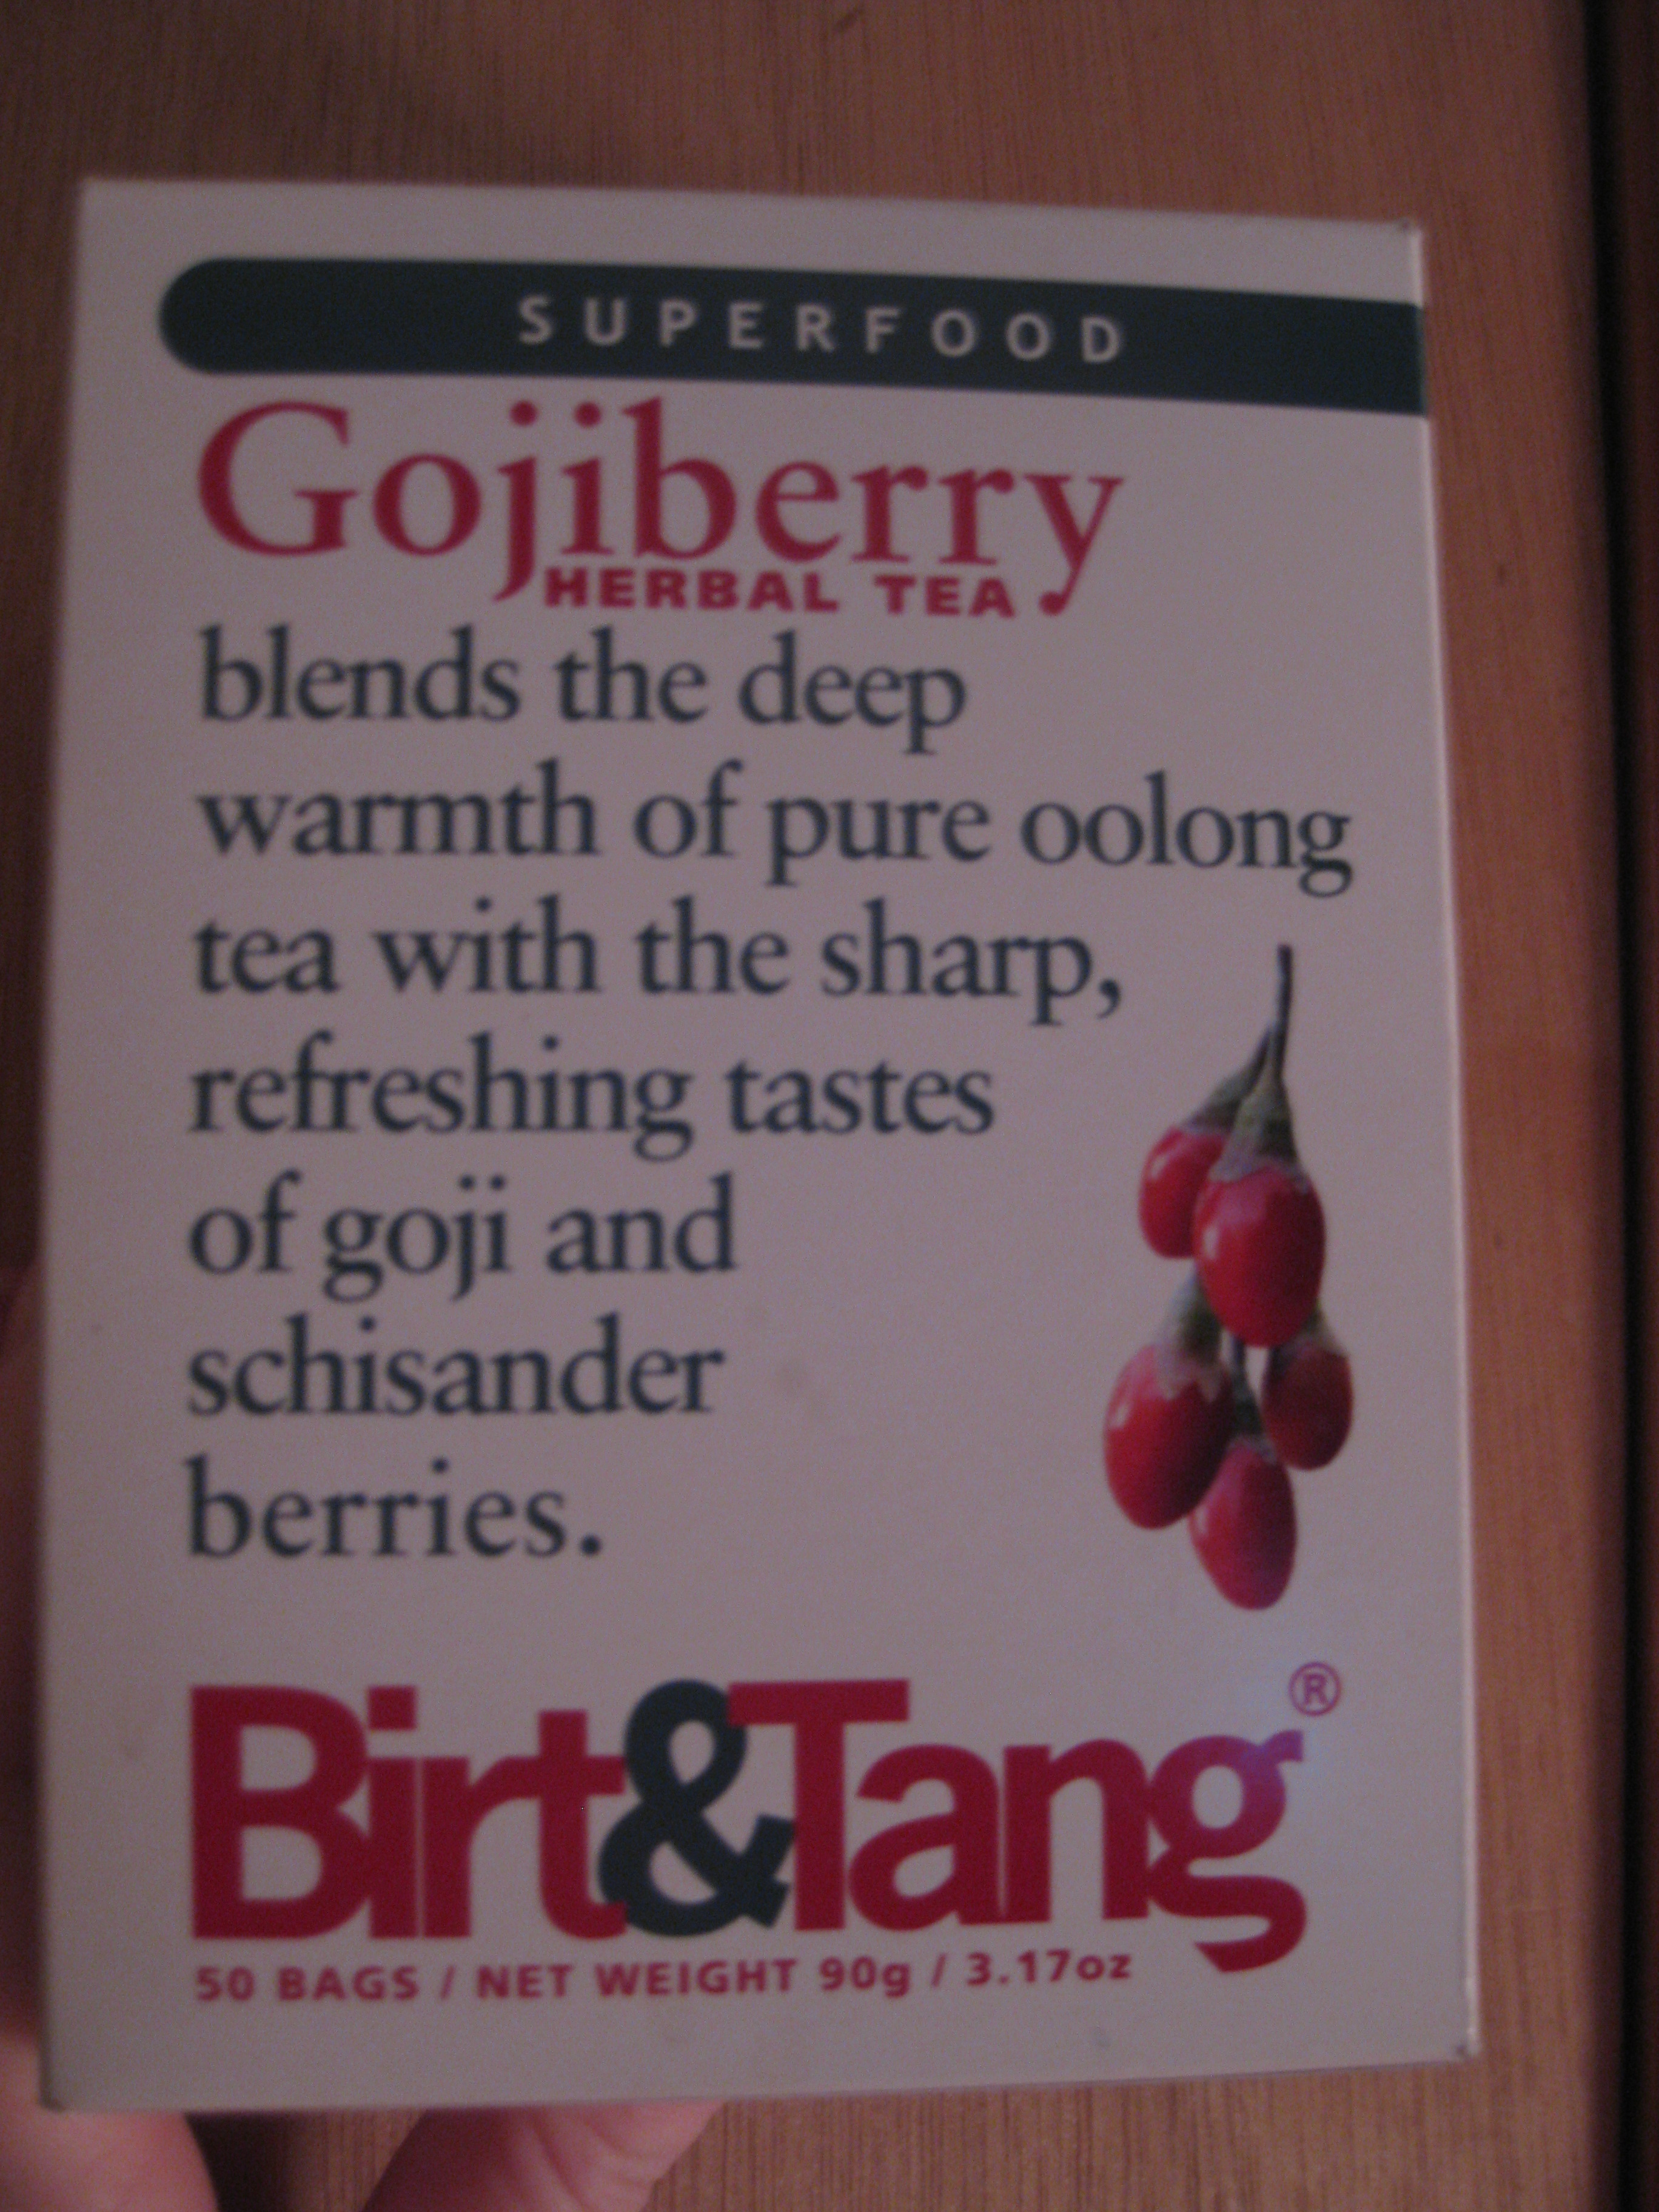 SUPERFOOD
Gojiberry
HERBAL TEA
blends the deep
warmth of pure oolong
tea with the sharp,
refreshing tastes
of goji and
schisander
berries.
Birt&Tang®
50 BAGS / NET WEIGHT 90g / 3.17oz